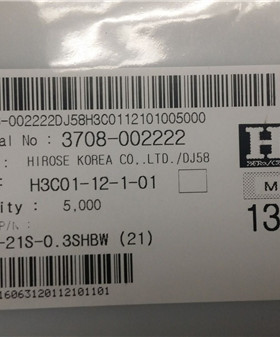 -002222DJ58H3C0112101005000
al No : 3708-002222
: HIROSE KOREA CO.,LTD./DJ58
: H3C01-12-1-01
ity : 5,000
P/N :
-21S-0.3SHBW (21)
16063120112101101
H
M
13